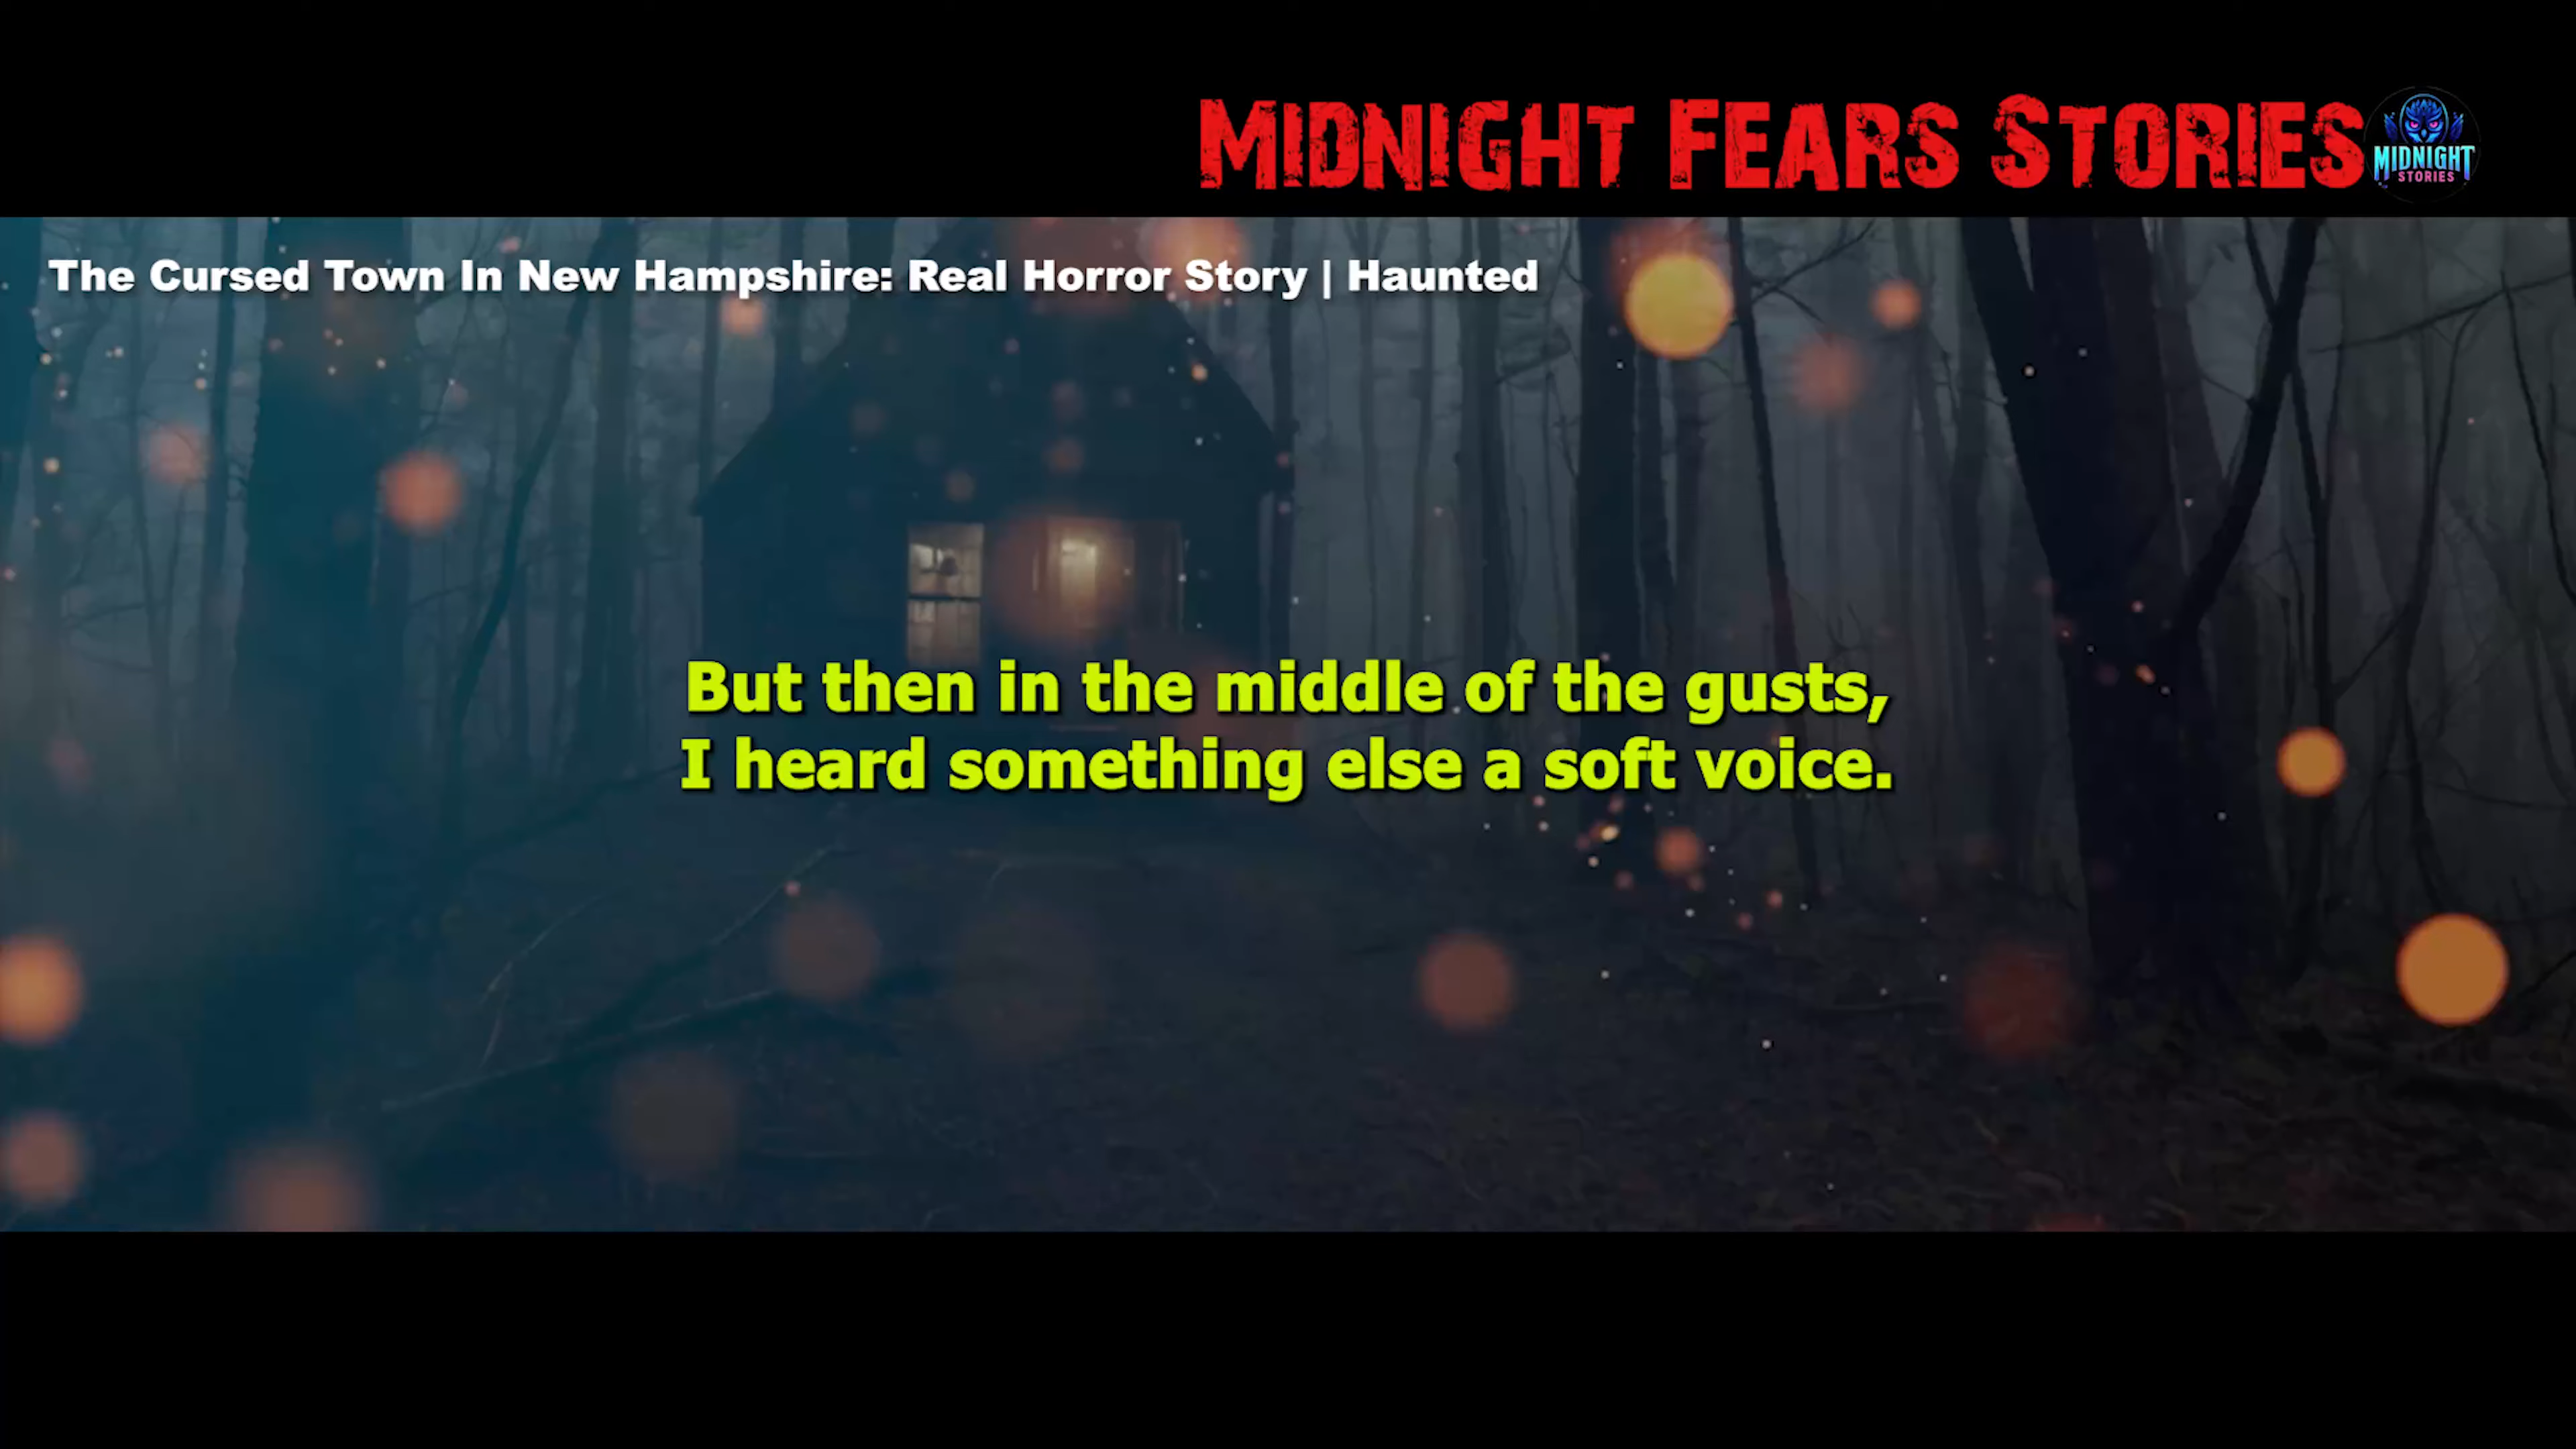 Midnight Fears Stories
MIDNIGHT
STORIES
The Cursed Town In New Hampshire: Real Horror Story | Haunted
But then in the middle of the gusts,
I heard something else a soft voice.